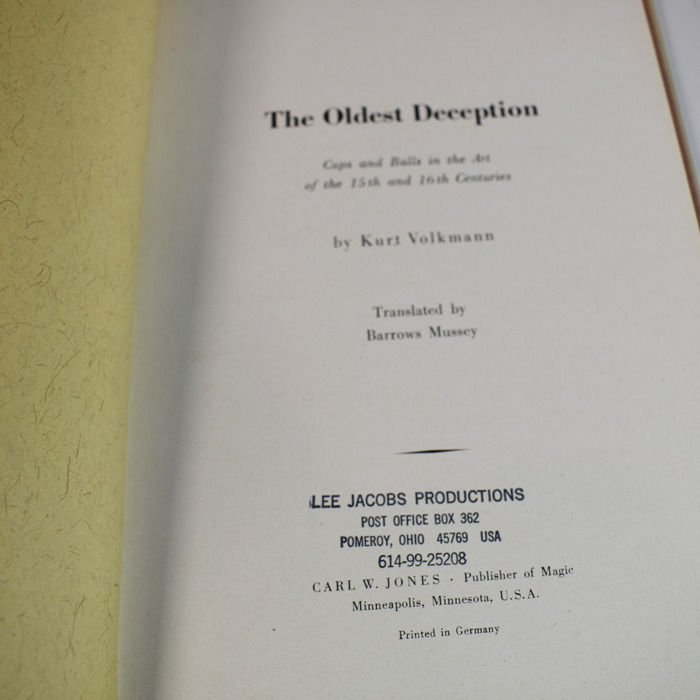 The Oldest Deception
Cups and Balls in the Art
of the 15th and 16th Centuries
by Kurt Volkmann
Translated by
Barrows Mussey
LEE JACOBS PRODUCTIONS
POST OFFICE BOX 362
POMEROY, OHIO 45769 USA
614-99-25208
CARL W. JONES · Publisher of Magic
Minneapolis, Minnesota, U.S.A.
Printed in Germany